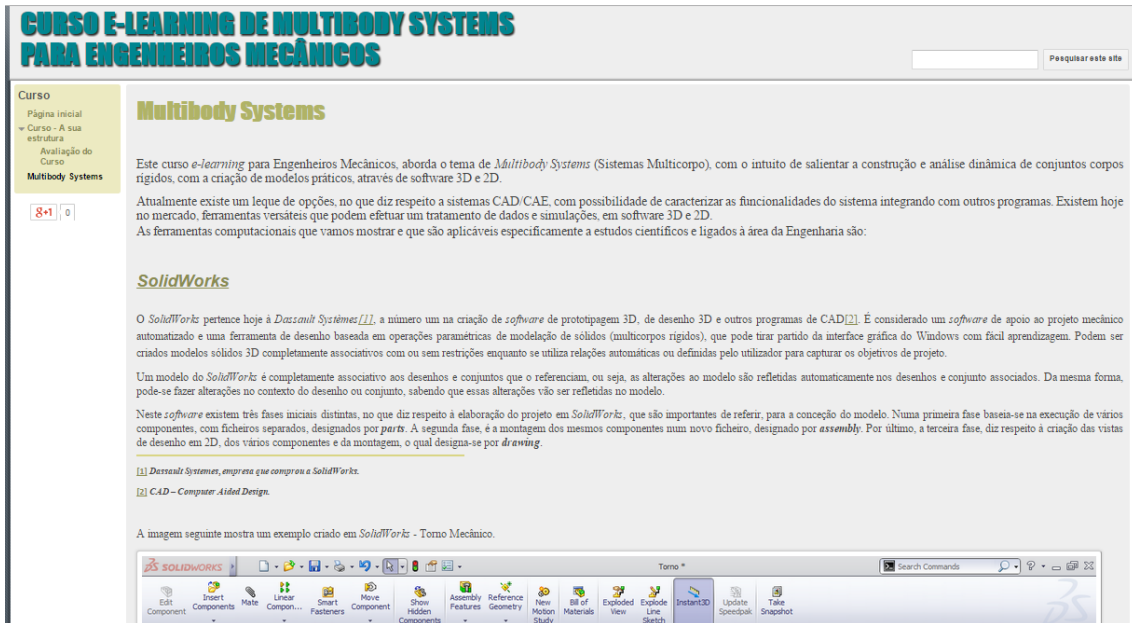 CURSO E-LEARNING DE MULTIBODY SYSTEMS
PARA ENGENHEIROS MECÂNICOS
Pesquisar este site
Curso
Página inicial
Curso - A sua
estrutura
Avaliação do
Curso
Multibody Systems
g+1 0
Multibody Systems
Este curso e-learning para Engenheiros Mecânicos, aborda o tema de Multibody Systems (Sistemas Multicorpo), com o intuito de salientar a construção e análise dinâmica de conjuntos corpos
rígidos, com a criação de modelos práticos, através de software 3D e 2D.
Atualmente existe um leque de opções, no que diz respeito a sistemas CAD/CAE, com possibilidade de caracterizar as funcionalidades do sistema integrando com outros programas. Existem hoje
no mercado, ferramentas versáteis que podem efetuar um tratamento de dados e simulações, em software 3D e 2D.
As ferramentas computacionais que vamos mostrar e que são aplicáveis especificamente a estudos científicos e ligados à área da Engenharia são:
SolidWorks
O SolidWorks pertence hoje à Dassault Systèmes[1], a número um na criação de software de prototipagem 3D, de desenho 3D e outros programas de CAD[2]. É considerado um software de apoio ao projeto mecânico
automatizado e uma ferramenta de desenho baseada em operações paramétricas de modelação de sólidos (multicorpos rígidos), que pode tirar partido da interface gráfica do Windows com fácil aprendizagem. Podem ser
criados modelos sólidos 3D completamente associativos com ou sem restrições enquanto se utiliza relações automáticas ou definidas pelo utilizador para capturar os objetivos de projeto.
Um modelo do SolidWorks é completamente associativo aos desenhos e conjuntos que o referenciam, ou seja, as alterações ao modelo são refletidas automaticamente nos desenhos e conjunto associados. Da mesma forma,
pode-se fazer alterações no contexto do desenho ou conjunto, sabendo que essas alterações vão ser refletidas no modelo.
Neste software existem três fases iniciais distintas, no que diz respeito à elaboração do projeto em SolidWorks, que são importantes de referir, para a conceção do modelo. Numa primeira fase baseia-se na execução de vários
componentes, com ficheiros separados, designados por parts. A segunda fase, é a montagem dos mesmos componentes num novo ficheiro, designado por assembly. Por último, a terceira fase, diz respeito à criação das vistas
de desenho em 2D, dos vários componentes e da montagem, o qual designa-se por drawing.
[1] Dassault Systemes, empresa que comprou a SolidWorks.
[2] CAD – Computer Aided Design.
A imagem seguinte mostra um exemplo criado em SolidWorks - Torno Mecânico.
SOLIDWORKS Torno * Search Commands
Edit Component
Insert Components
Mate
Linear Compon...
Smart Fasteners
Move Component
Show Hidden Components
Assembly Features
Reference Geometry
New Motion Study
Bill of Materials
Exploded View
Explode Line Sketch
Instant3D
Update Speedpak
Take Snapshot